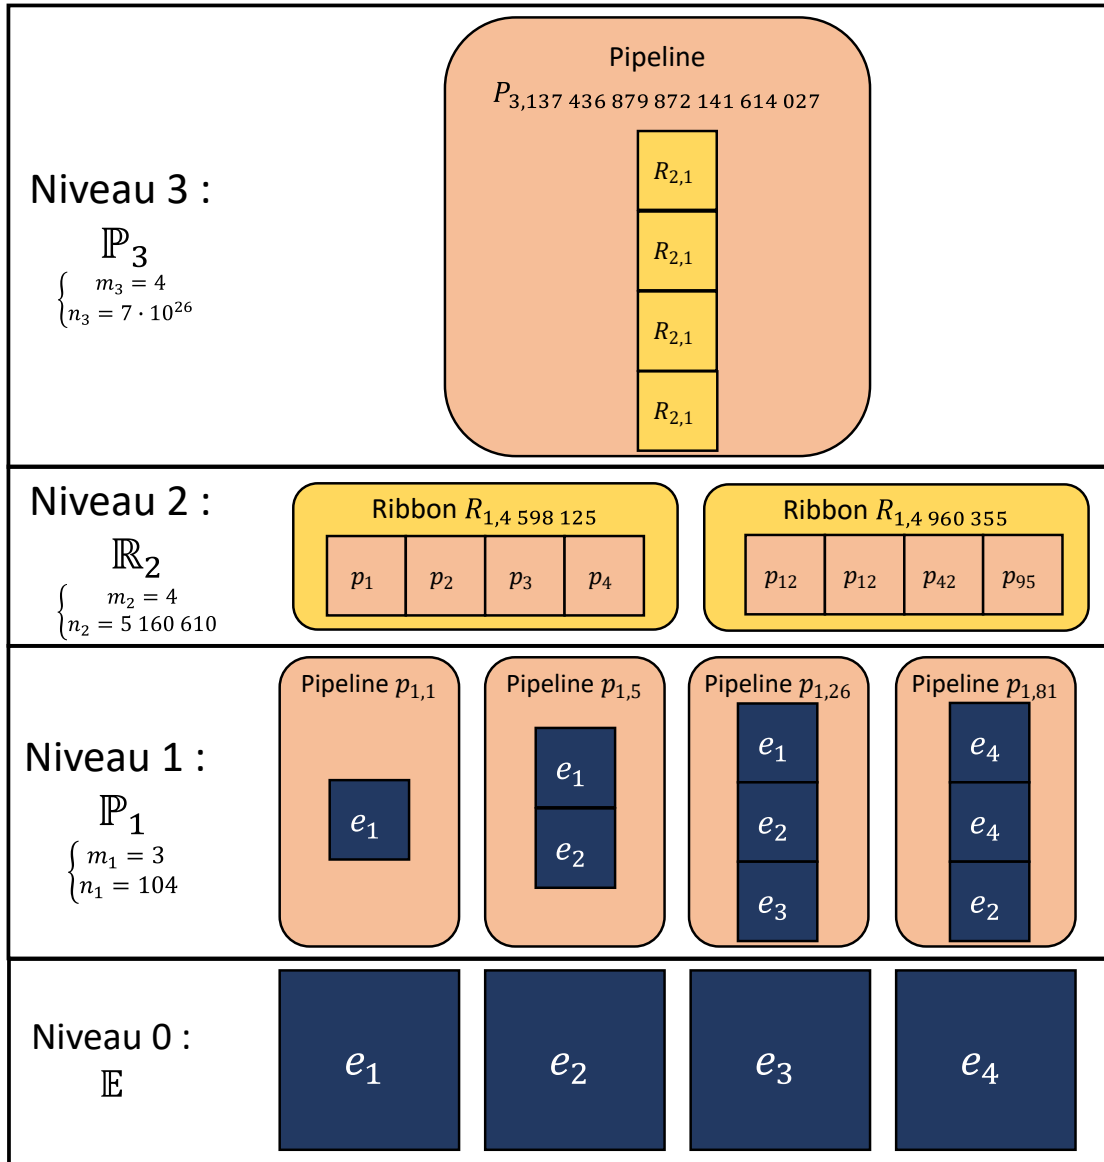 Pipeline
P3,137 436 879 872 141 614 027
R2,1
R2,1
R2,1
R2,1
Niveau 3 :
ℙ3
m3 = 4
n3 = 7 · 10^26
Niveau 2 :
ℝ2
m2 = 4
n2 = 5 160 610
Ribbon R1,4 598 125
p1 p2 p3 p4
Ribbon R1,4 960 355
p12 p12 p42 p95
Niveau 1 :
ℙ1
m1 = 3
n1 = 104
Pipeline p1,1
e1
Pipeline p1,5
e1
e2
Pipeline p1,26
e1
e2
e3
Pipeline p1,81
e4
e4
e2
Niveau 0 :
𝔼
e1 e2 e3 e4